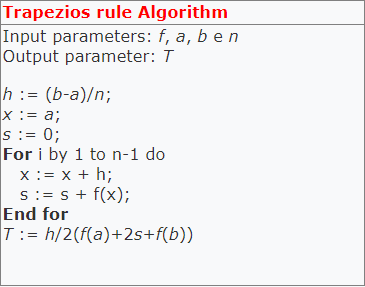 Trapezios rule Algorithm
Input parameters: f, a, b e n
Output parameter: T
h := (b-a)/n;
x := a;
s := 0;
For i by 1 to n-1 do
x := x + h;
s := s + f(x);
End for
T := h/2(f(a)+2s+f(b))